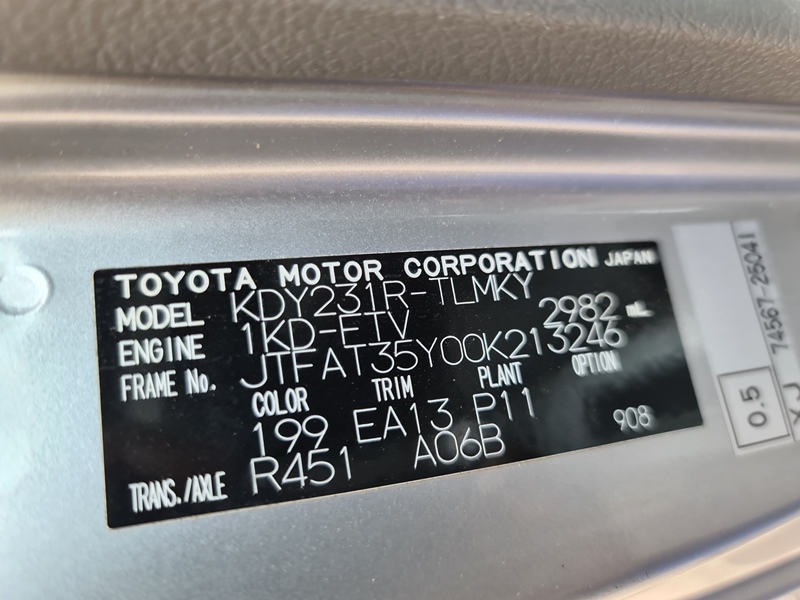 TOYOTA MOTOR CORPORATION JAPAN
MODEL KDY231R-TLMKY
ENGINE 1KD-FTV 2982 mL
FRAME No. JTFAT35Y00K213246
COLOR TRIM PLANT OPTION
199 EA13 P11 908
TRANS./AXLE R451 A06B
74567-25041
0.5
XJ